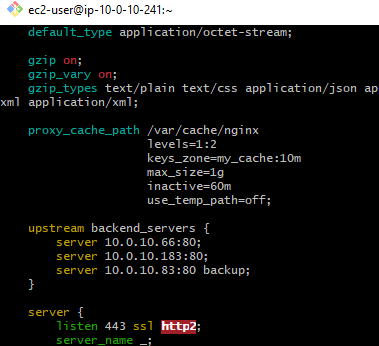 ec2-user@ip-10-0-10-241:~
default_type application/octet-stream;
gzip on;
gzip_vary on;
gzip_types text/plain text/css application/json ap
xml application/xml;
proxy_cache_path /var/cache/nginx
levels=1:2
keys_zone=my_cache:10m
max_size=1g
inactive=60m
use_temp_path=off;
upstream backend_servers {
server 10.0.10.66:80;
server 10.0.10.183:80;
server 10.0.10.83:80 backup;
}
server {
listen 443 ssl http2;
server_name _;